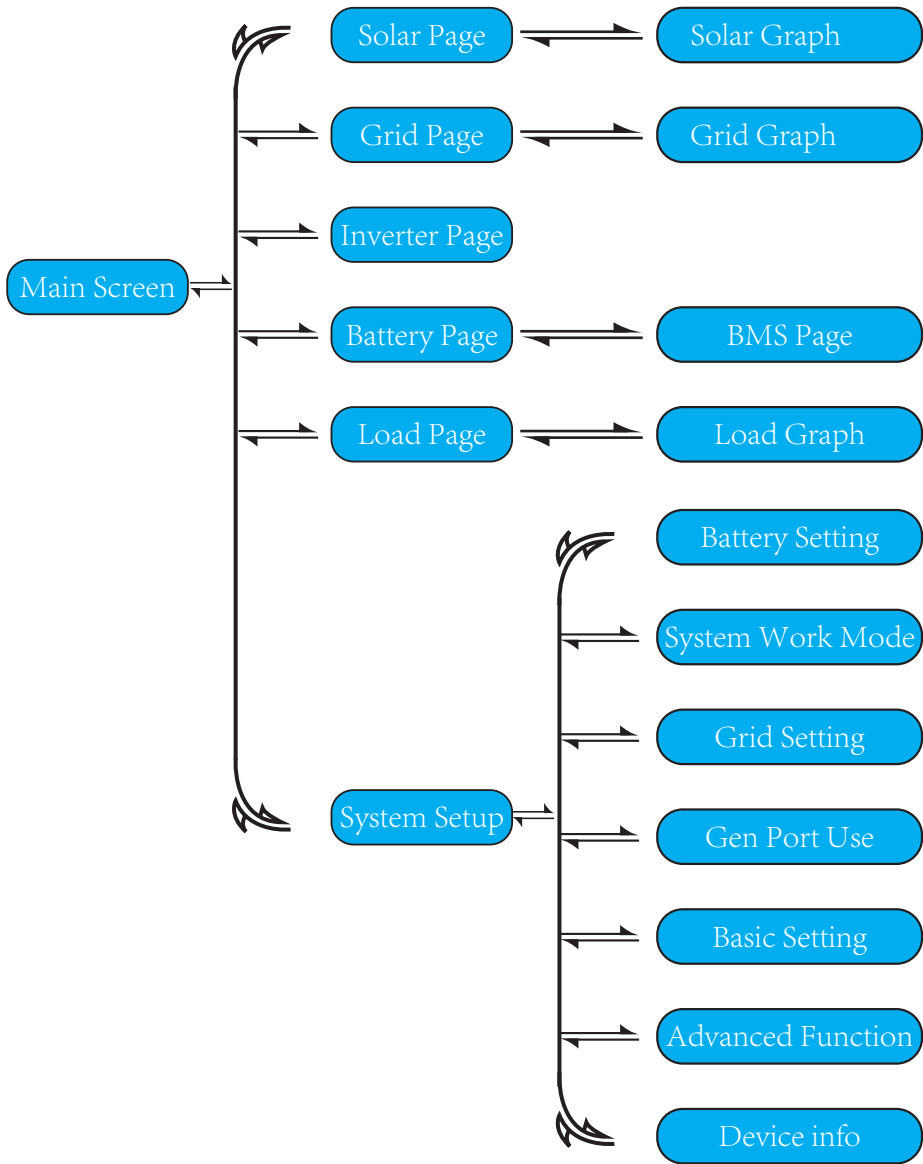 Solar Page
Solar Graph
Grid Page
Grid Graph
Inverter Page
Main Screen
Battery Page
BMS Page
Load Page
Load Graph
Battery Setting
System Work Mode
Grid Setting
System Setup
Gen Port Use
Basic Setting
Advanced Function
Device info